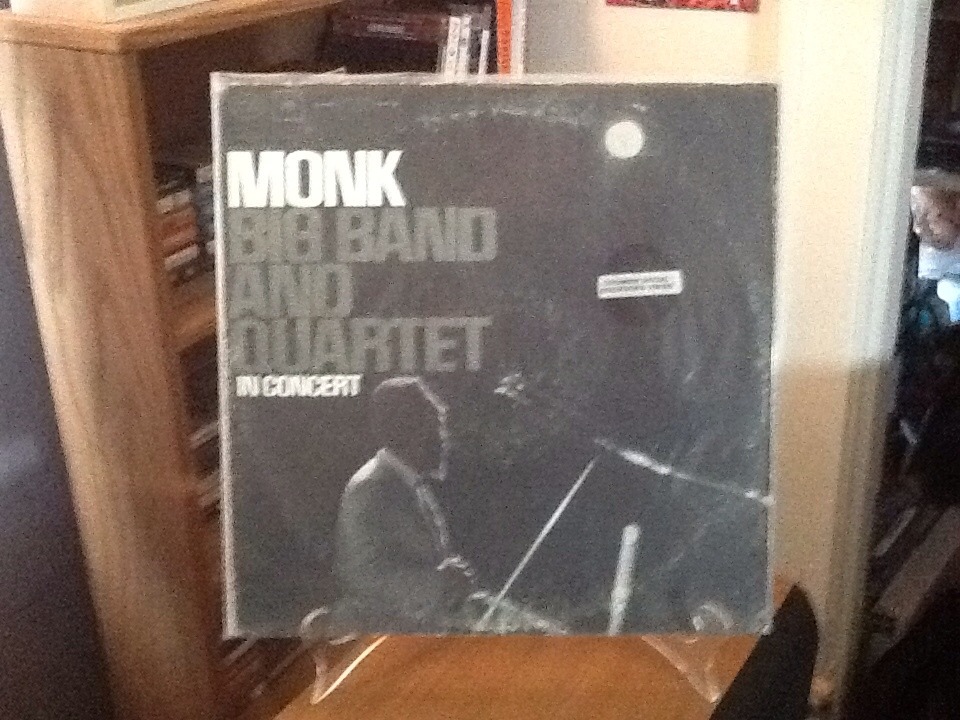 MONK
BIG BAND
AND
QUARTET
IN CONCERT